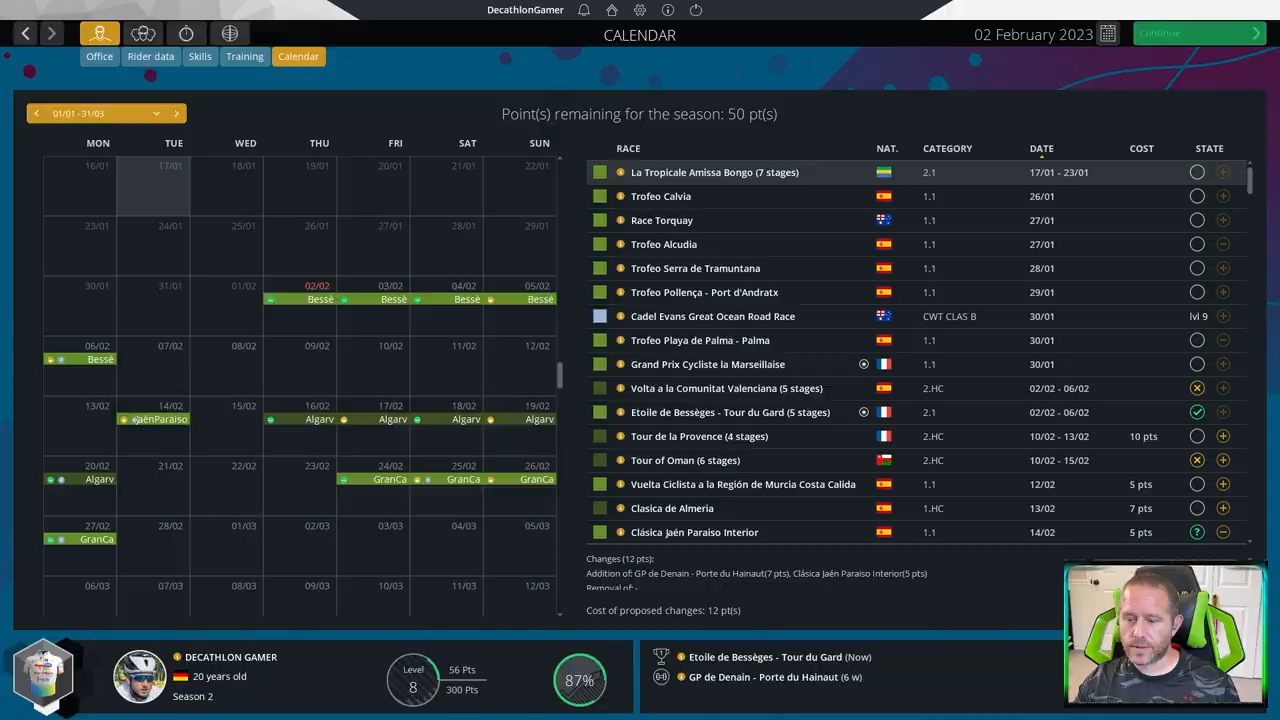 DecathlonGamer
CALENDAR
02 February 2023
Continue
Office
Rider data
Skills
Training
Calendar
01/01 -31/03
Point(s) remaining for the season: 50 pt(s)
MON TUE WED THU FRI SAT SUN
16/01 17/01 18/01 19/01 20/01 21/01 22/01
23/01 24/01 25/01 26/01 27/01 28/01 29/01
30/01 31/01 01/02 02/02 03/02 04/02 05/02
Bessè Bessè Bessè Bessè
06/02 07/02 08/02 09/02 10/02 11/02 12/02
Bessè
13/02 14/02 15/02 16/02 17/02 18/02 19/02
JaénParaiso Algarv Algarv Algarv Algarv
20/02 21/02 22/02 23/02 24/02 25/02 26/02
Algarv GranCa GranCa GranCa
27/02 28/02 01/03 02/03 03/03 04/03 05/03
GranCa
06/03 07/03 08/03 09/03 10/03 11/03 12/03
RACE NAT. CATEGORY DATE COST STATE
La Tropicale Amissa Bongo (7 stages) 2.1 17/01 - 23/01
Trofeo Calvia 1.1 26/01
Race Torquay 1.1 27/01
Trofeo Alcudia 1.1 27/01
Trofeo Serra de Tramuntana 1.1 28/01
Trofeo Pollença - Port d'Andratx 1.1 29/01
Cadel Evans Great Ocean Road Race CWT CLAS B 30/01 lvl 9
Trofeo Playa de Palma - Palma 1.1 30/01
Grand Prix Cycliste la Marseillaise 1.1 30/01
Volta a la Comunitat Valenciana (5 stages) 2.HC 02/02 - 06/02
Etoile de Bessèges - Tour du Gard (5 stages) 2.1 02/02 - 06/02
Tour de la Provence (4 stages) 2.HC 10/02 - 13/02 10 pts
Tour of Oman (6 stages) 2.HC 10/02 - 15/02
Vuelta Ciclista a la Región de Murcia Costa Calida 1.1 12/02 5 pts
Clasica de Almeria 1.HC 13/02 7 pts
Clásica Jaén Paraiso Interior 1.1 14/02 5 pts
Changes (12 pts):
Addition of: GP de Denain - Porte du Hainaut(7 pts), Clásica Jaén Paraiso Interior(5 pts)
Removal of: -
Cost of proposed changes: 12 pt(s)
DECATHLON GAMER
20 years old
Season 2
Level
8
56 Pts
300 Pts
87%
Etoile de Bessèges - Tour du Gard (Now)
GP de Denain - Porte du Hainaut (6 w)